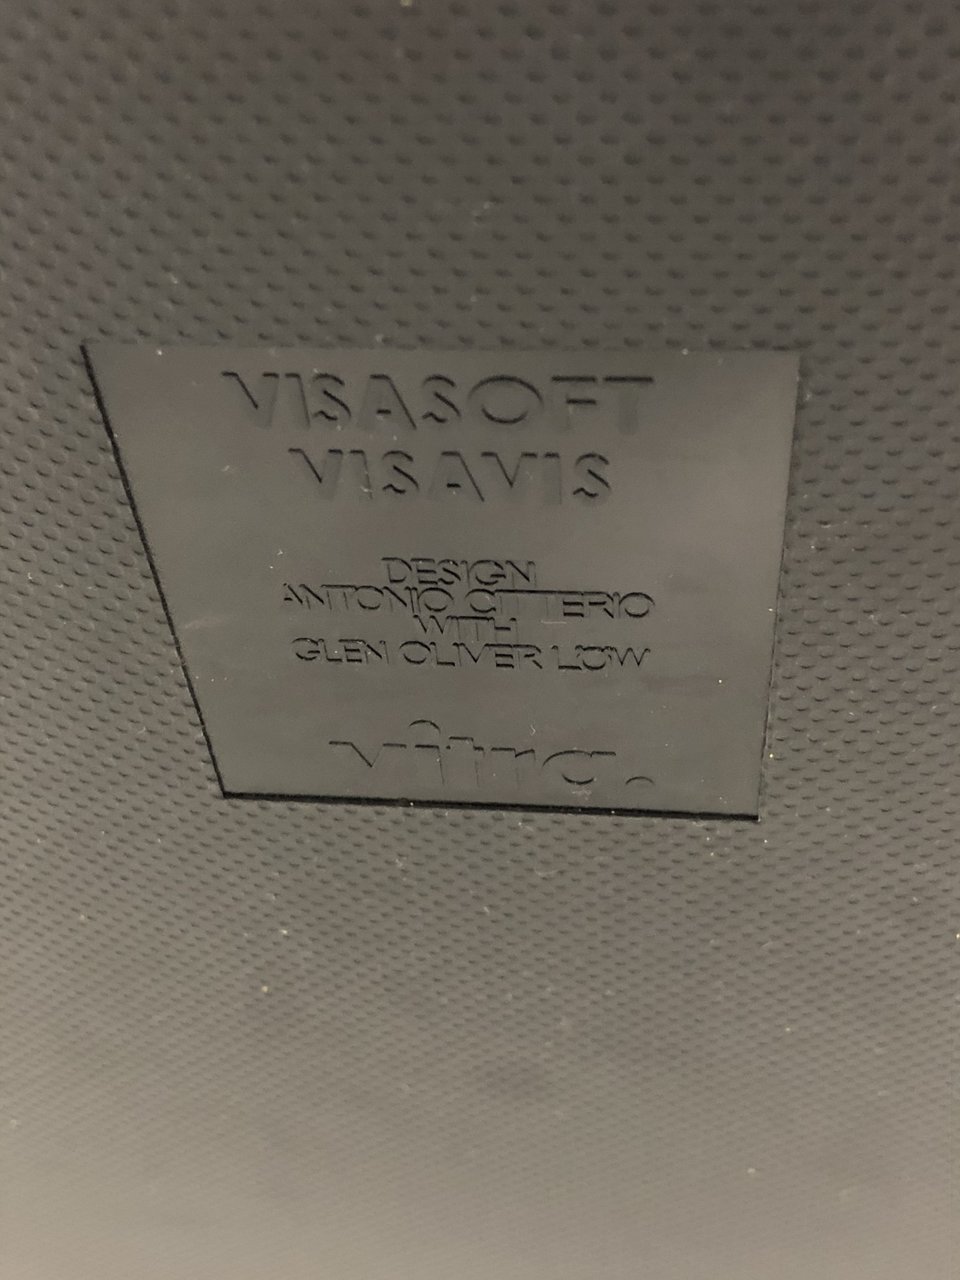 VISASOFT
VISAVIS
DESIGN
ANTONIO CITTERIO
WITH
GLEN OLIVER LÖW
vitra.